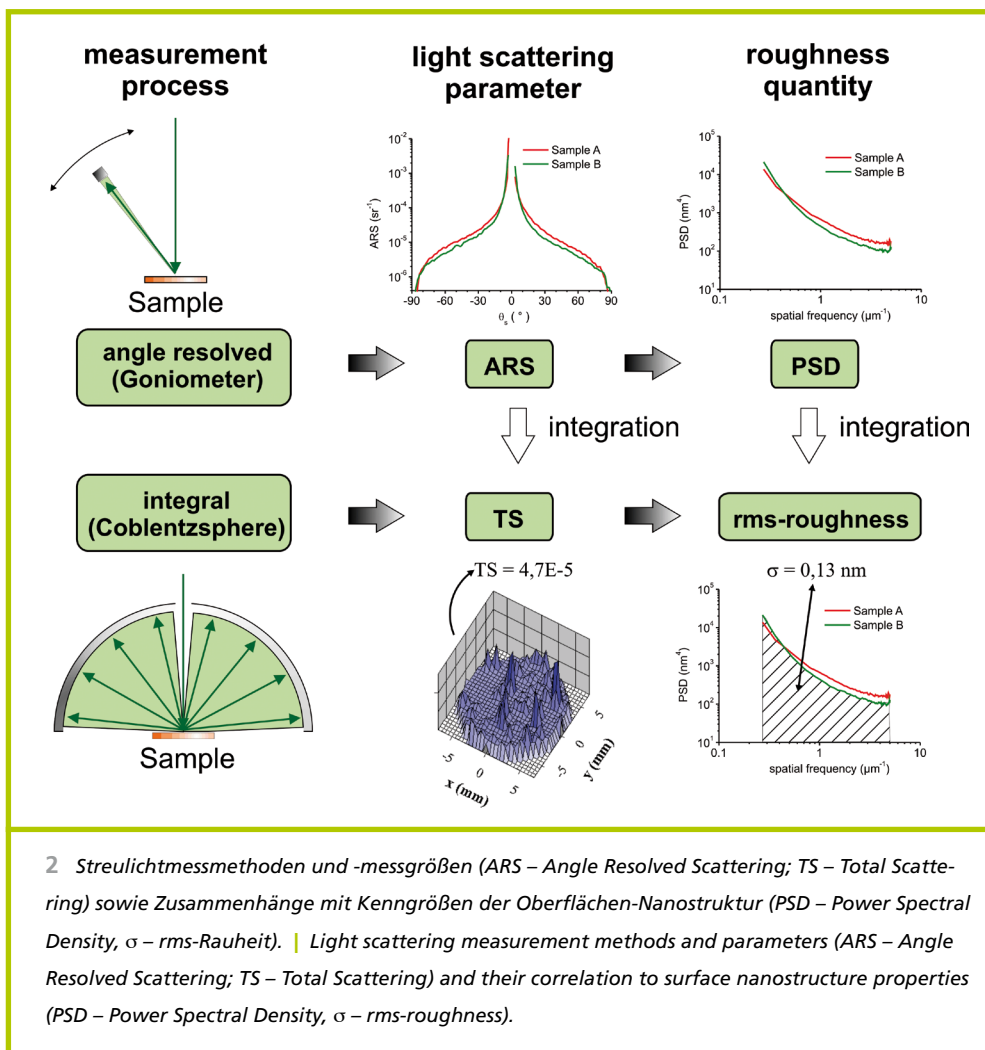 measurement process
light scattering parameter
roughness quantity
10⁻²
10⁻³
10⁻⁴
10⁻⁵
10⁻⁶
ARS (sr⁻¹)
Sample A
Sample B
-90 -60 -30 0 30 60 90
θs ( ° )
10⁵
10⁴
10³
10²
10¹
PSD (nm⁴)
Sample A
Sample B
0.1 1 10
spatial frequency (µm⁻¹)
Sample
angle resolved
(Goniometer)
ARS
PSD
integration
integration
integral
(Coblentzsphere)
TS
rms-roughness
TS = 4,7E-5
σ = 0,13 nm
-5 0 5
x (mm)
-5 0 5
y (mm)
10⁵
10⁴
10³
10²
10¹
PSD (nm⁴)
Sample A
Sample B
0.1 1 10
spatial frequency (µm⁻¹)
Sample
2 Streulichtmessmethoden und -messgrößen (ARS – Angle Resolved Scattering; TS – Total Scatte-
ring) sowie Zusammenhänge mit Kenngrößen der Oberflächen-Nanostruktur (PSD – Power Spectral
Density, σ – rms-Rauheit). | Light scattering measurement methods and parameters (ARS – Angle
Resolved Scattering; TS – Total Scattering) and their correlation to surface nanostructure properties
(PSD – Power Spectral Density, σ – rms-roughness).